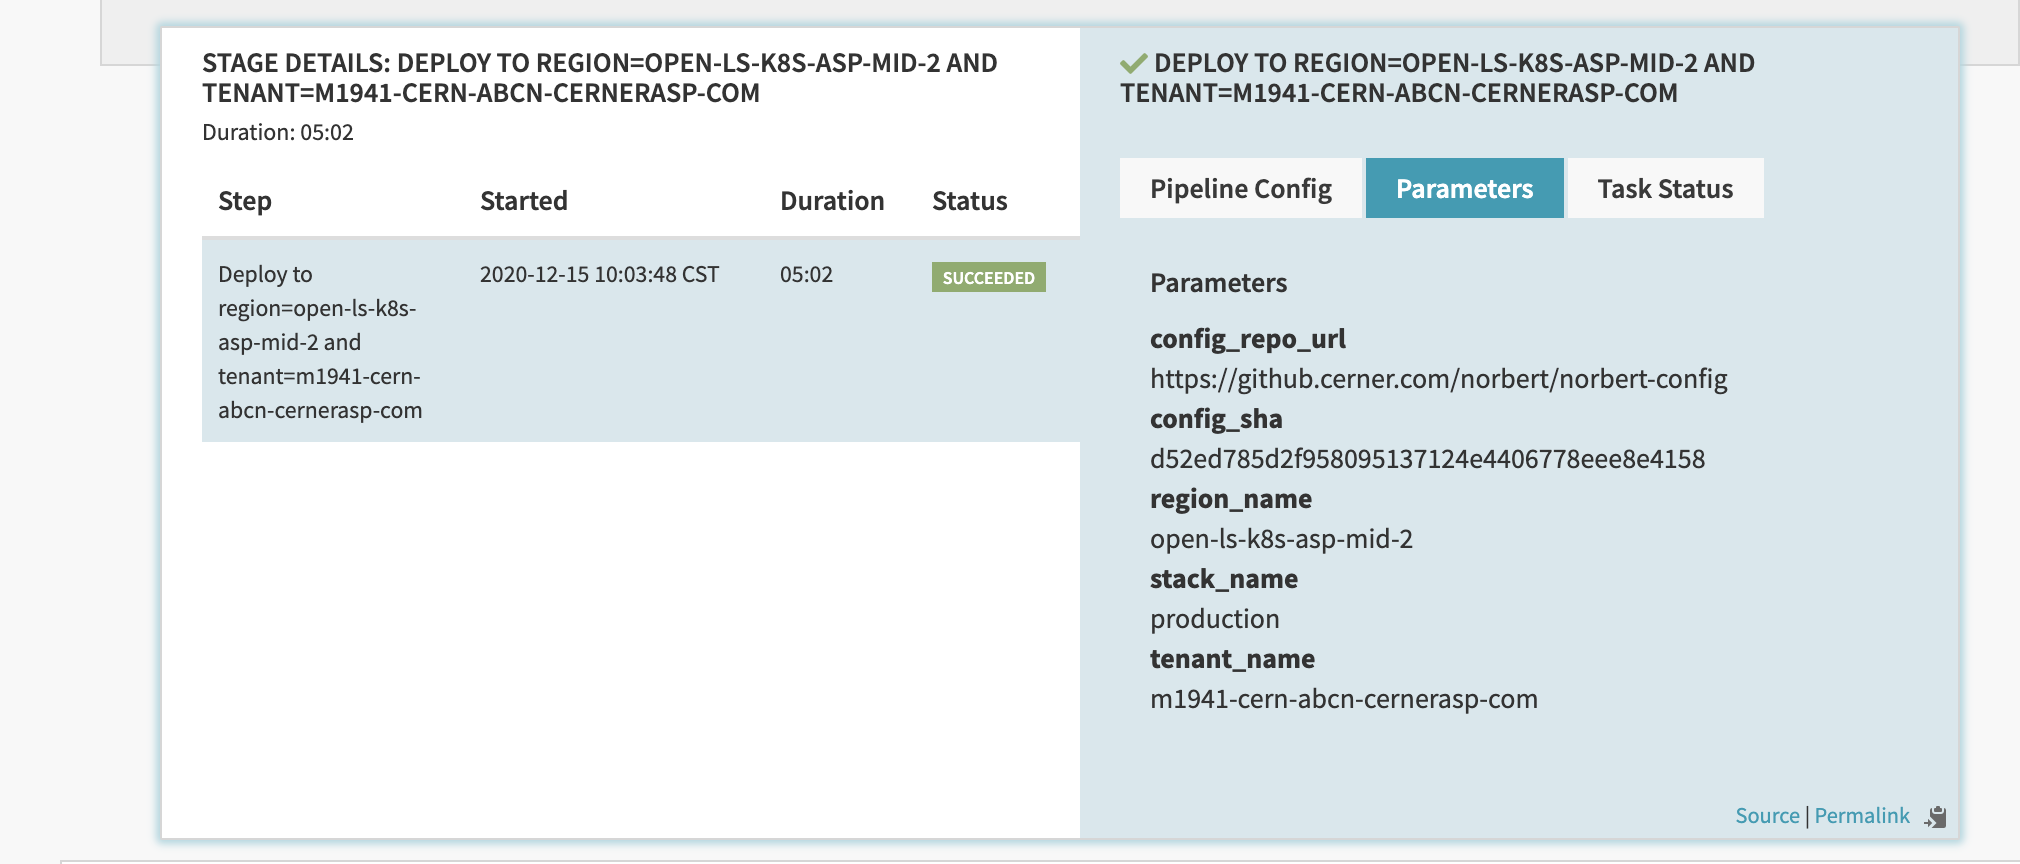 STAGE DETAILS: DEPLOY TO REGION=OPEN-LS-K8S-ASP-MID-2 AND
TENANT=M1941-CERN-ABCN-CERNERASP-COM
Duration: 05:02
Step Started Duration Status
Deploy to 2020-12-15 10:03:48 CST 05:02 SUCCEEDED
region=open-ls-k8s-
asp-mid-2 and
tenant=m1941-cern-
abcn-cernerasp-com
DEPLOY TO REGION=OPEN-LS-K8S-ASP-MID-2 AND
TENANT=M1941-CERN-ABCN-CERNERASP-COM
Pipeline Config Parameters Task Status
Parameters
config_repo_url
https://github.cerner.com/norbert/norbert-config
config_sha
d52ed785d2f958095137124e4406778eee8e4158
region_name
open-ls-k8s-asp-mid-2
stack_name
production
tenant_name
m1941-cern-abcn-cernerasp-com
Source | Permalink